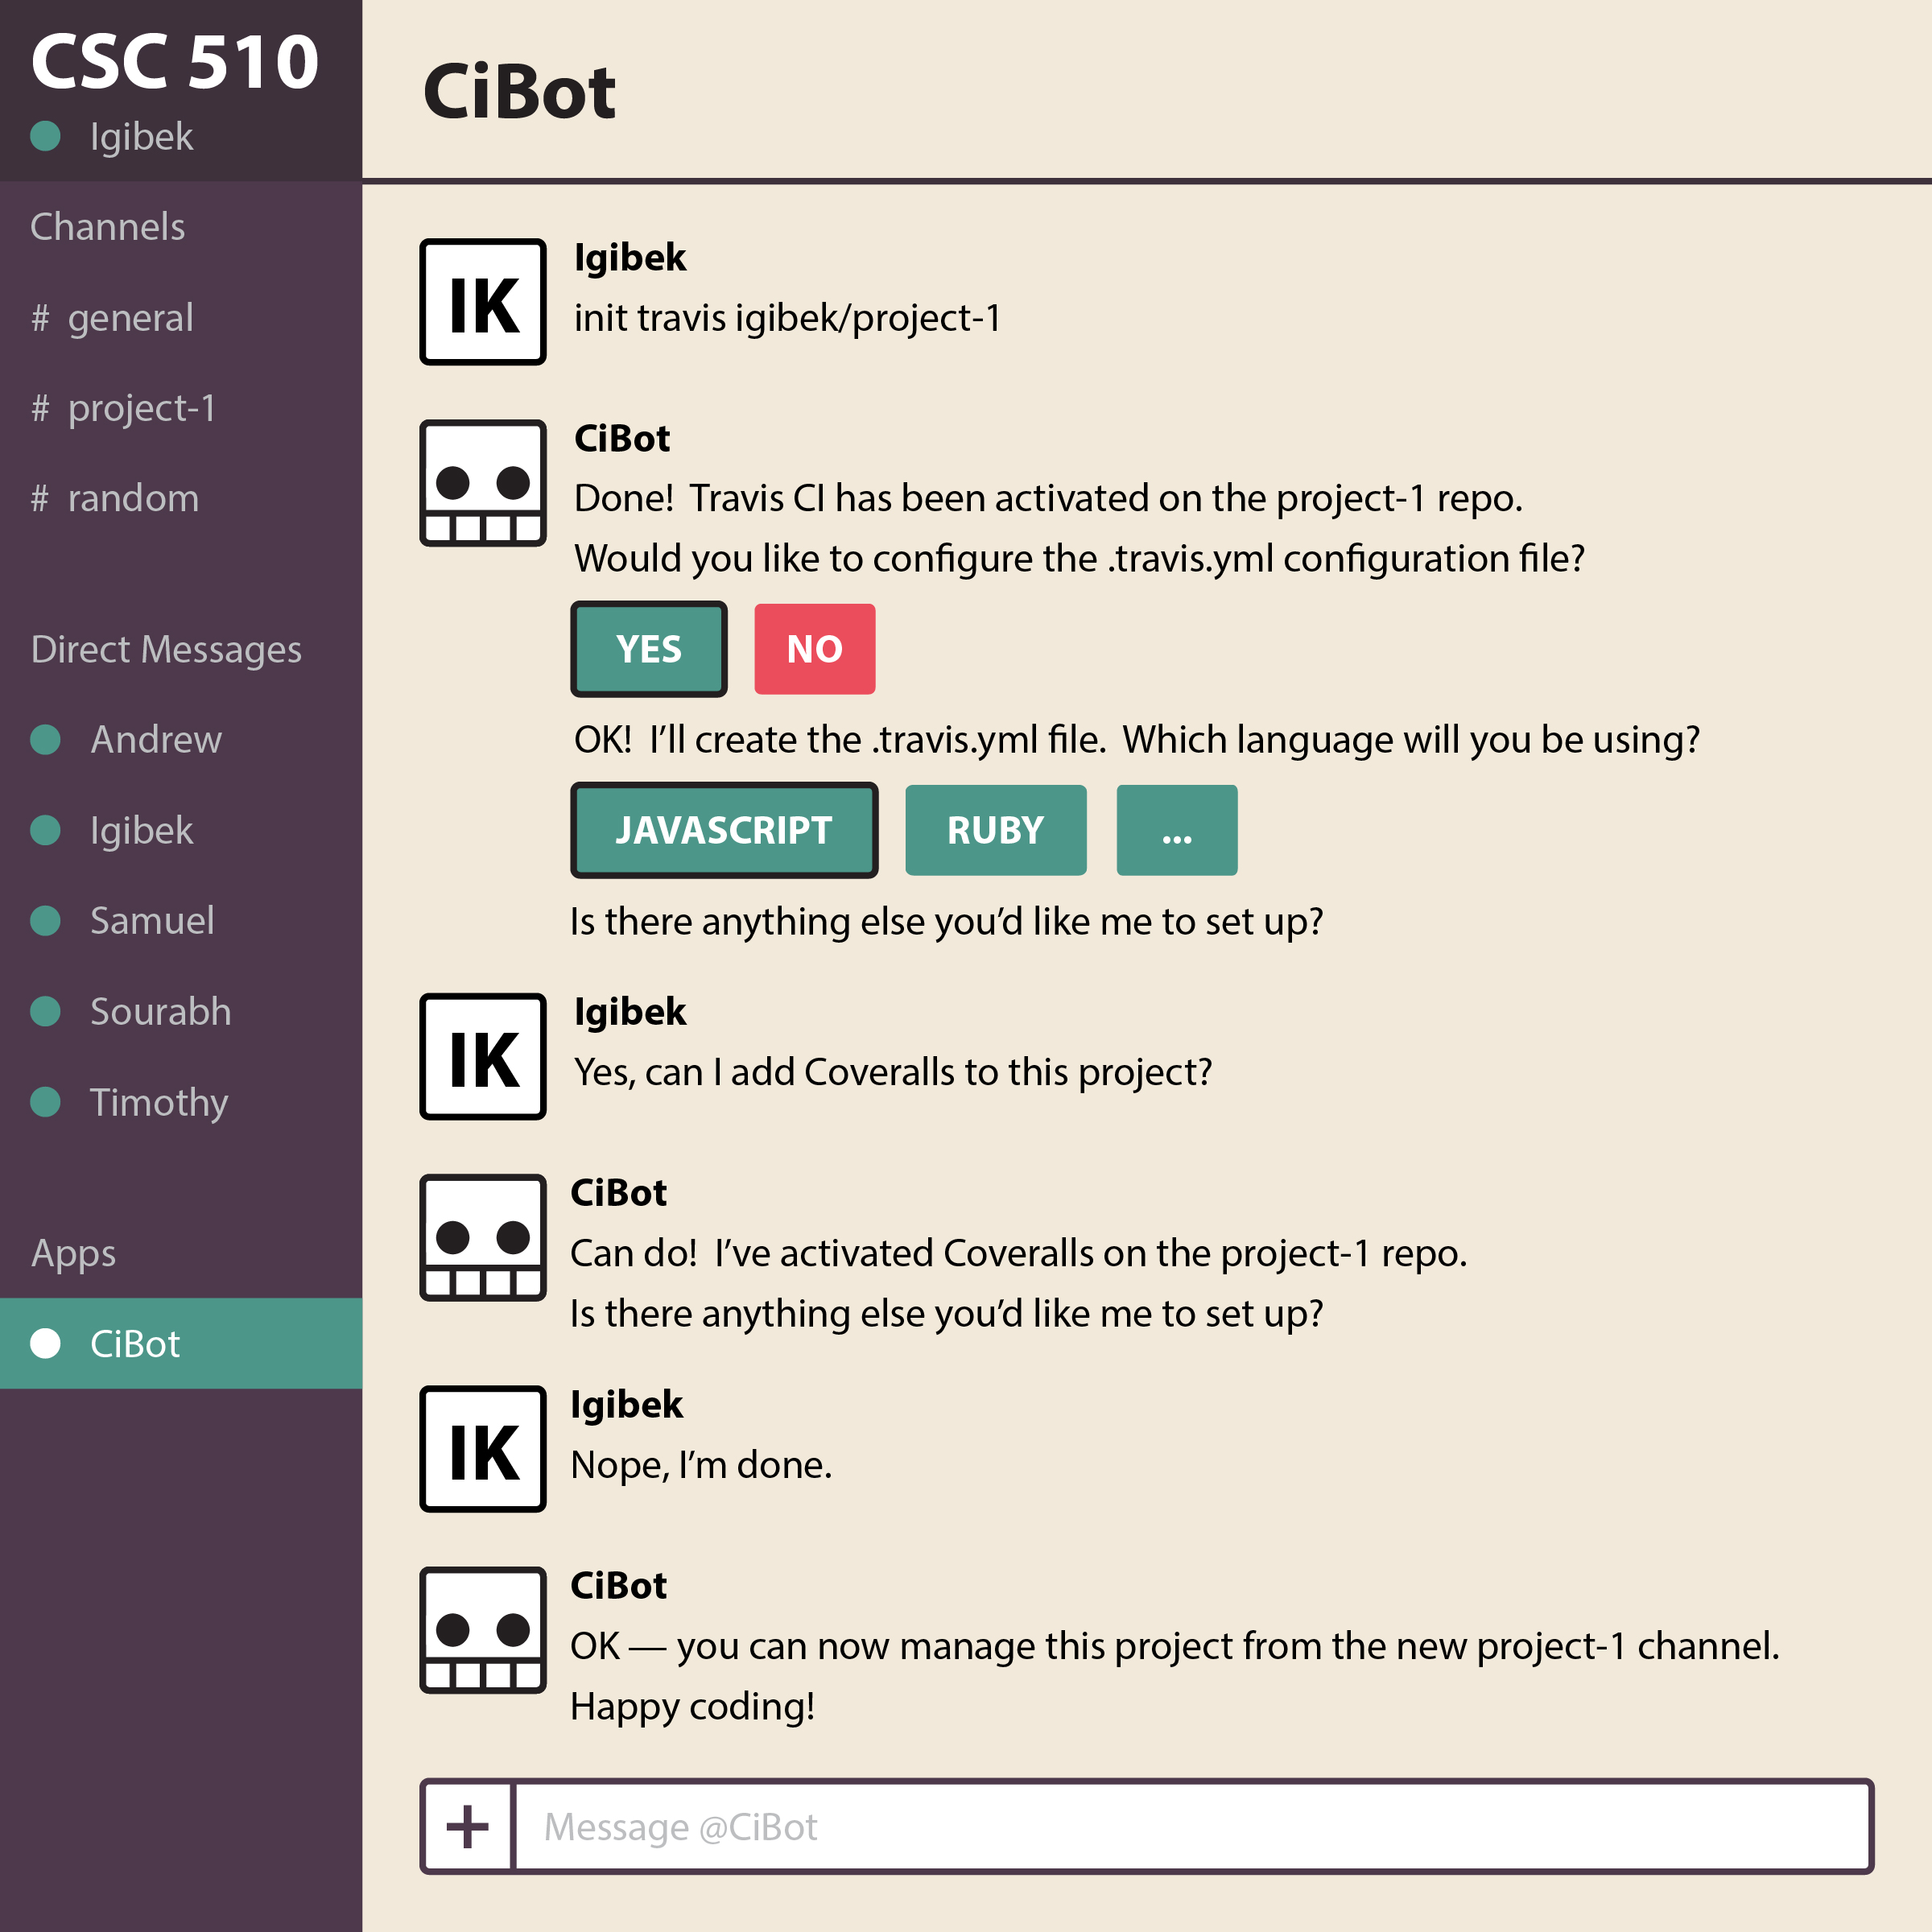 CSC 510
Igibek
Channels
# general
# project-1
# random
Direct Messages
Andrew
Igibek
Samuel
Sourabh
Timothy
Apps
CiBot
CiBot
IK
Igibek
init travis igibek/project-1
CiBot
Done!  Travis CI has been activated on the project-1 repo.
Would you like to configure the .travis.yml configuration file?
YES NO
OK!  I’ll create the .travis.yml file.  Which language will you be using?
JAVASCRIPT RUBY ...
Is there anything else you’d like me to set up?
IK
Igibek
Yes, can I add Coveralls to this project?
CiBot
Can do!  I’ve activated Coveralls on the project-1 repo.
Is there anything else you’d like me to set up?
IK
Igibek
Nope, I’m done.
CiBot
OK — you can now manage this project from the new project-1 channel.
Happy coding!
+ Message @CiBot